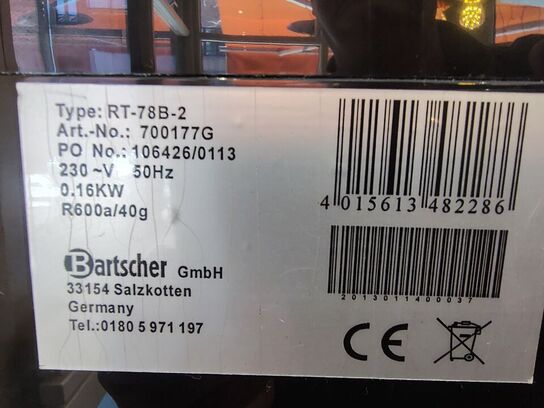 Type: RT-78B-2
Art.-No.: 700177G
PO No.: 106426/0113
230 ~V 50Hz
0.16KW
R600a/40g
4 015613 482286
Bartscher GmbH
33154 Salzkotten
Germany
Tel.:0180 5 971 197
2013011400037
CE